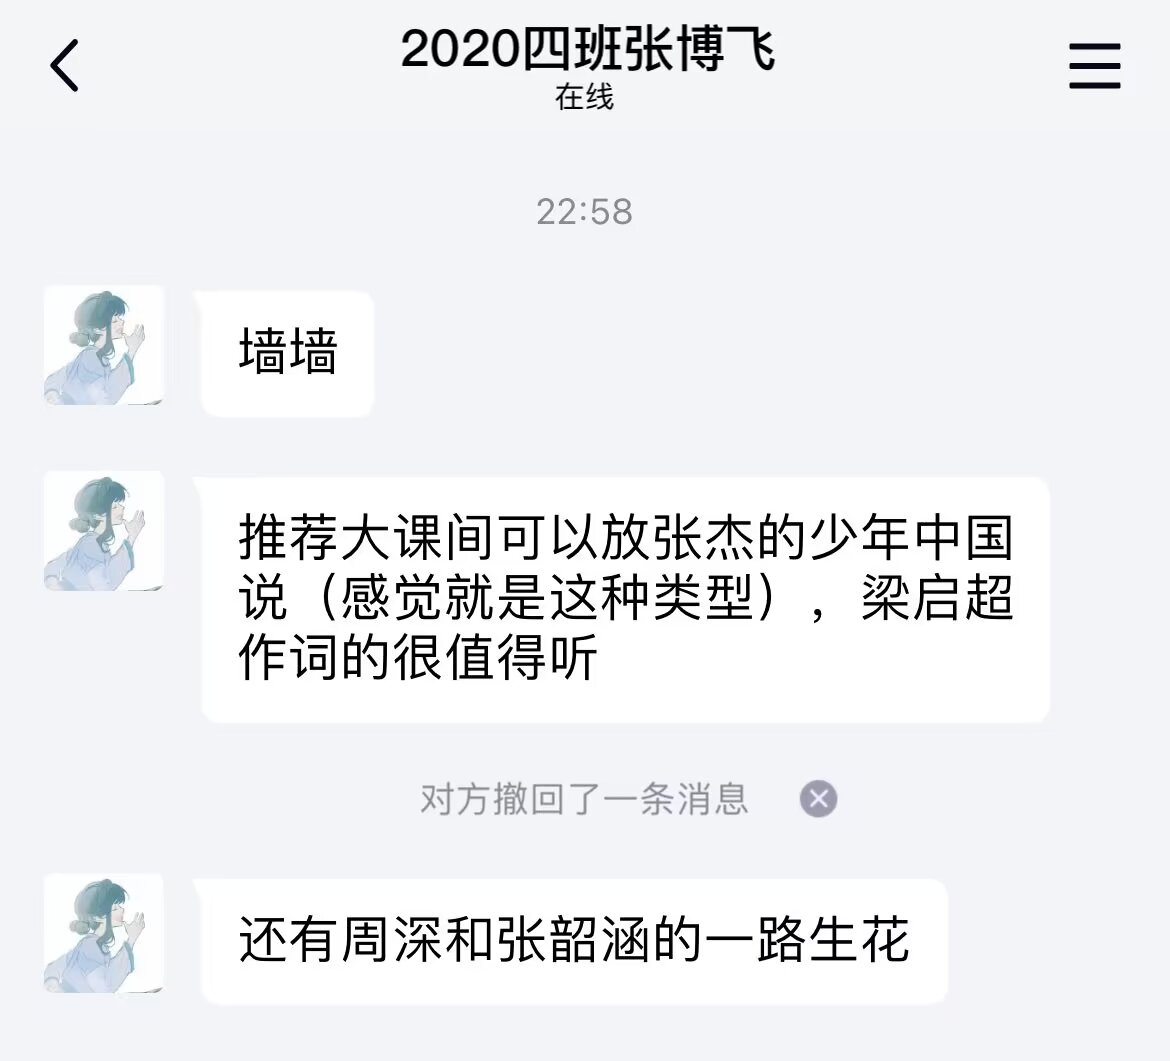 2020四班张博飞
在线
22:58
墙墙
推荐大课间可以放张杰的少年中国
说（感觉就是这种类型），梁启超
作词的很值得听
对方撤回了一条消息
还有周深和张韶涵的一路生花